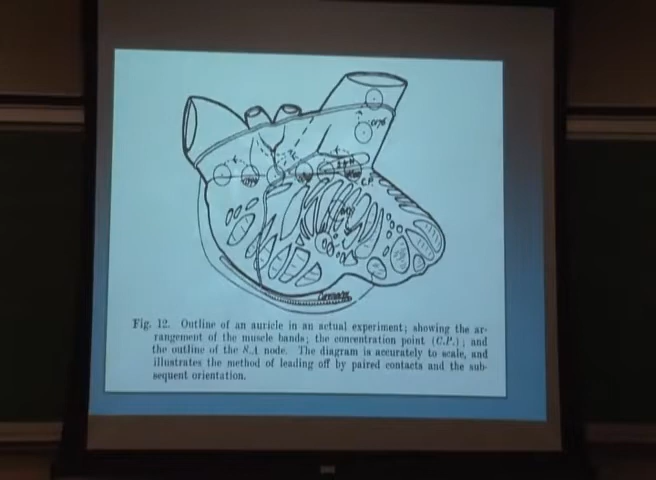 C.P.
Fig. 12. Outline of an auricle in an actual experiment; showing the ar-
rangement of the muscle bands; the concentration point (C.P.); and
the outline of the S.A. node. The diagram is accurately to scale, and
illustrates the method of leading off by paired contacts and the sub-
sequent orientation.